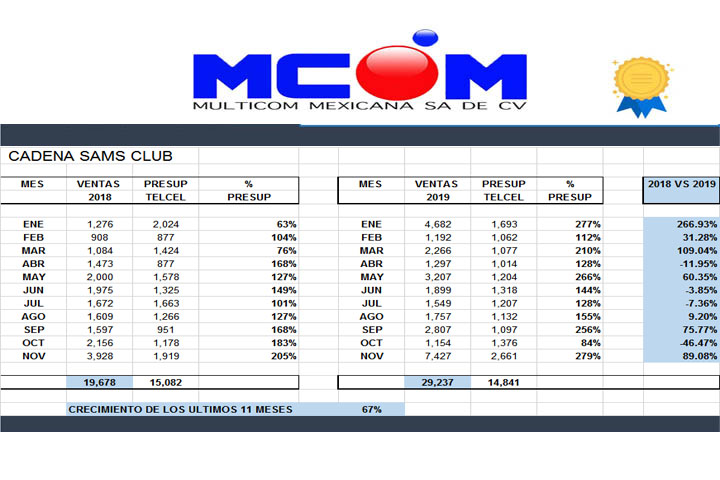 MCOM
MULTICOM MEXICANA SA DE CV
CADENA SAMS CLUB
MES VENTAS PRESUP % MES VENTAS PRESUP % 2018 VS 2019
2018 TELCEL PRESUP 2019 TELCEL PRESUP
ENE 1,276 2,024 63% ENE 4,682 1,693 277% 266.93%
FEB 908 877 104% FEB 1,192 1,062 112% 31.28%
MAR 1,084 1,424 76% MAR 2,266 1,077 210% 109.04%
ABR 1,473 877 168% ABR 1,297 1,014 128% -11.95%
MAY 2,000 1,578 127% MAY 3,207 1,204 266% 60.35%
JUN 1,975 1,325 149% JUN 1,899 1,318 144% -3.85%
JUL 1,672 1,663 101% JUL 1,549 1,207 128% -7.36%
AGO 1,609 1,266 127% AGO 1,757 1,132 155% 9.20%
SEP 1,597 951 168% SEP 2,807 1,097 256% 75.77%
OCT 2,156 1,178 183% OCT 1,154 1,376 84% -46.47%
NOV 3,928 1,919 205% NOV 7,427 2,661 279% 89.08%
19,678 15,082 29,237 14,841
CRECIMIENTO DE LOS ULTIMOS 11 MESES 67%